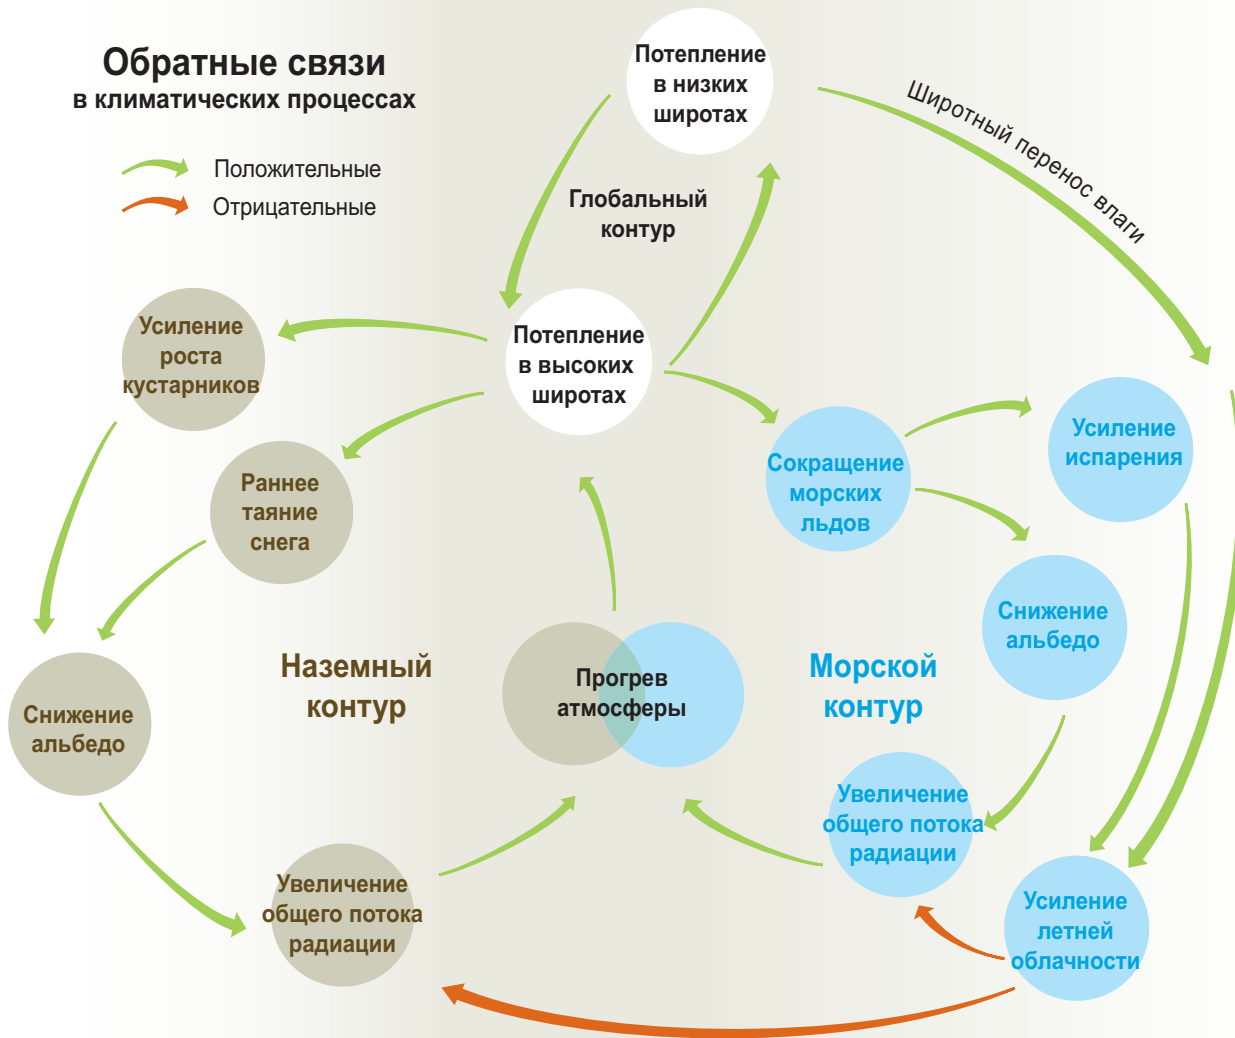 Обратные связи
в климатических процессах
Положительные
Отрицательные
Потепление
в низких
широтах
Широтный перенос влаги
Глобальный
контур
Усиление
роста
кустарников
Потепление
в высоких
широтах
Раннее
таяние
снега
Сокращение
морских
льдов
Усиление
испарения
Снижение
альбедо
Наземный
контур
Прогрев
атмосферы
Морской
контур
Снижение
альбедо
Увеличение
общего потока
радиации
Увеличение
общего потока
радиации
Усиление
летней
облачности